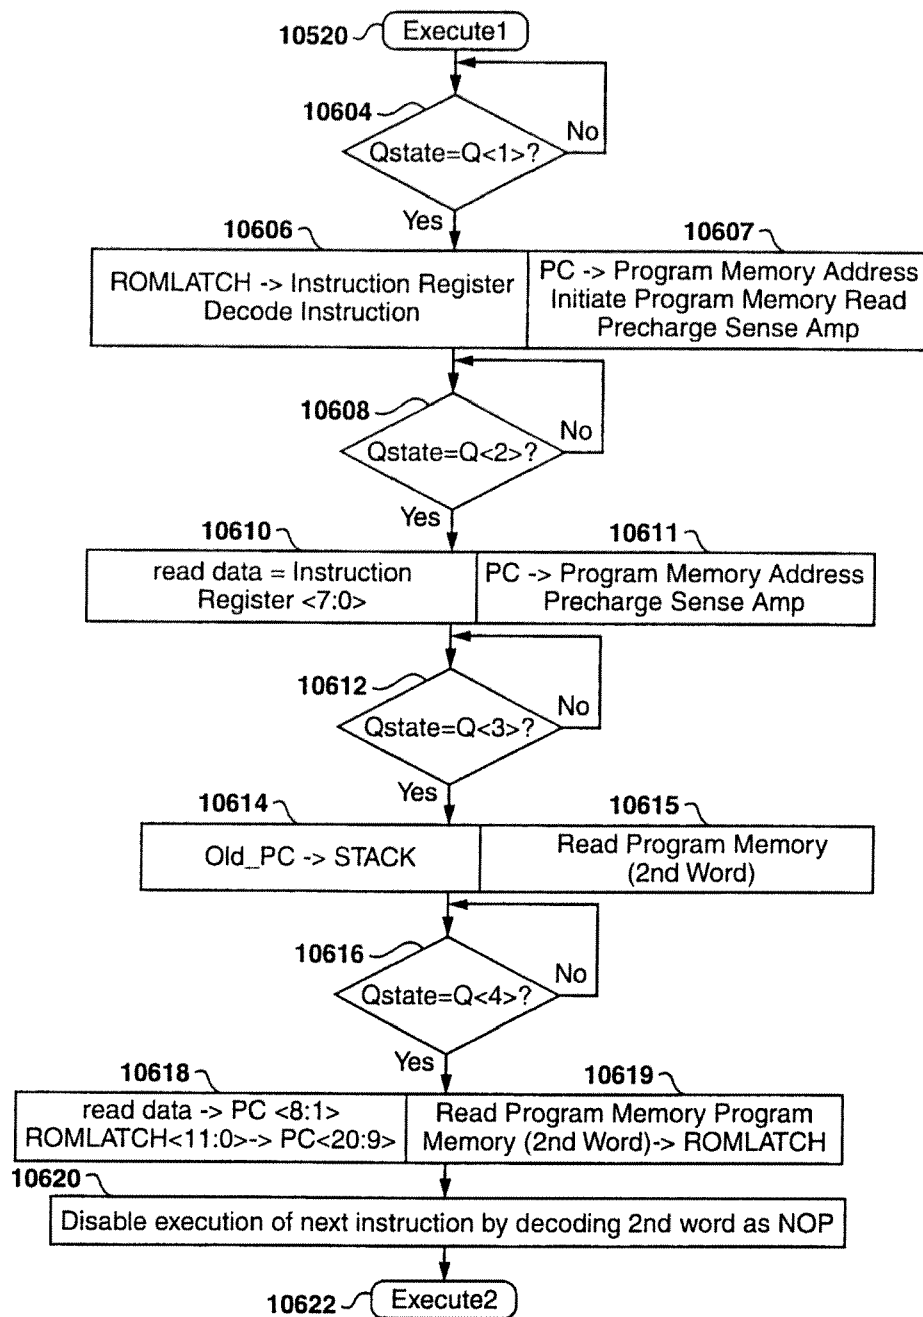 10520 Execute1
10604
Qstate=Q<1>?
No
Yes
10606
10607
ROMLATCH -> Instruction Register
Decode Instruction
PC -> Program Memory Address
Initiate Program Memory Read
Precharge Sense Amp
10608
Qstate=Q<2>?
No
Yes
10610
10611
read data = Instruction
Register <7:0>
PC -> Program Memory Address
Precharge Sense Amp
10612
Qstate=Q<3>?
No
Yes
10614
10615
Old_PC -> STACK
Read Program Memory
(2nd Word)
10616
Qstate=Q<4>?
No
Yes
10618
10619
read data -> PC <8:1>
ROMLATCH<11:0>-> PC<20:9>
Read Program Memory Program
Memory (2nd Word)-> ROMLATCH
10620
Disable execution of next instruction by decoding 2nd word as NOP
10622 Execute2